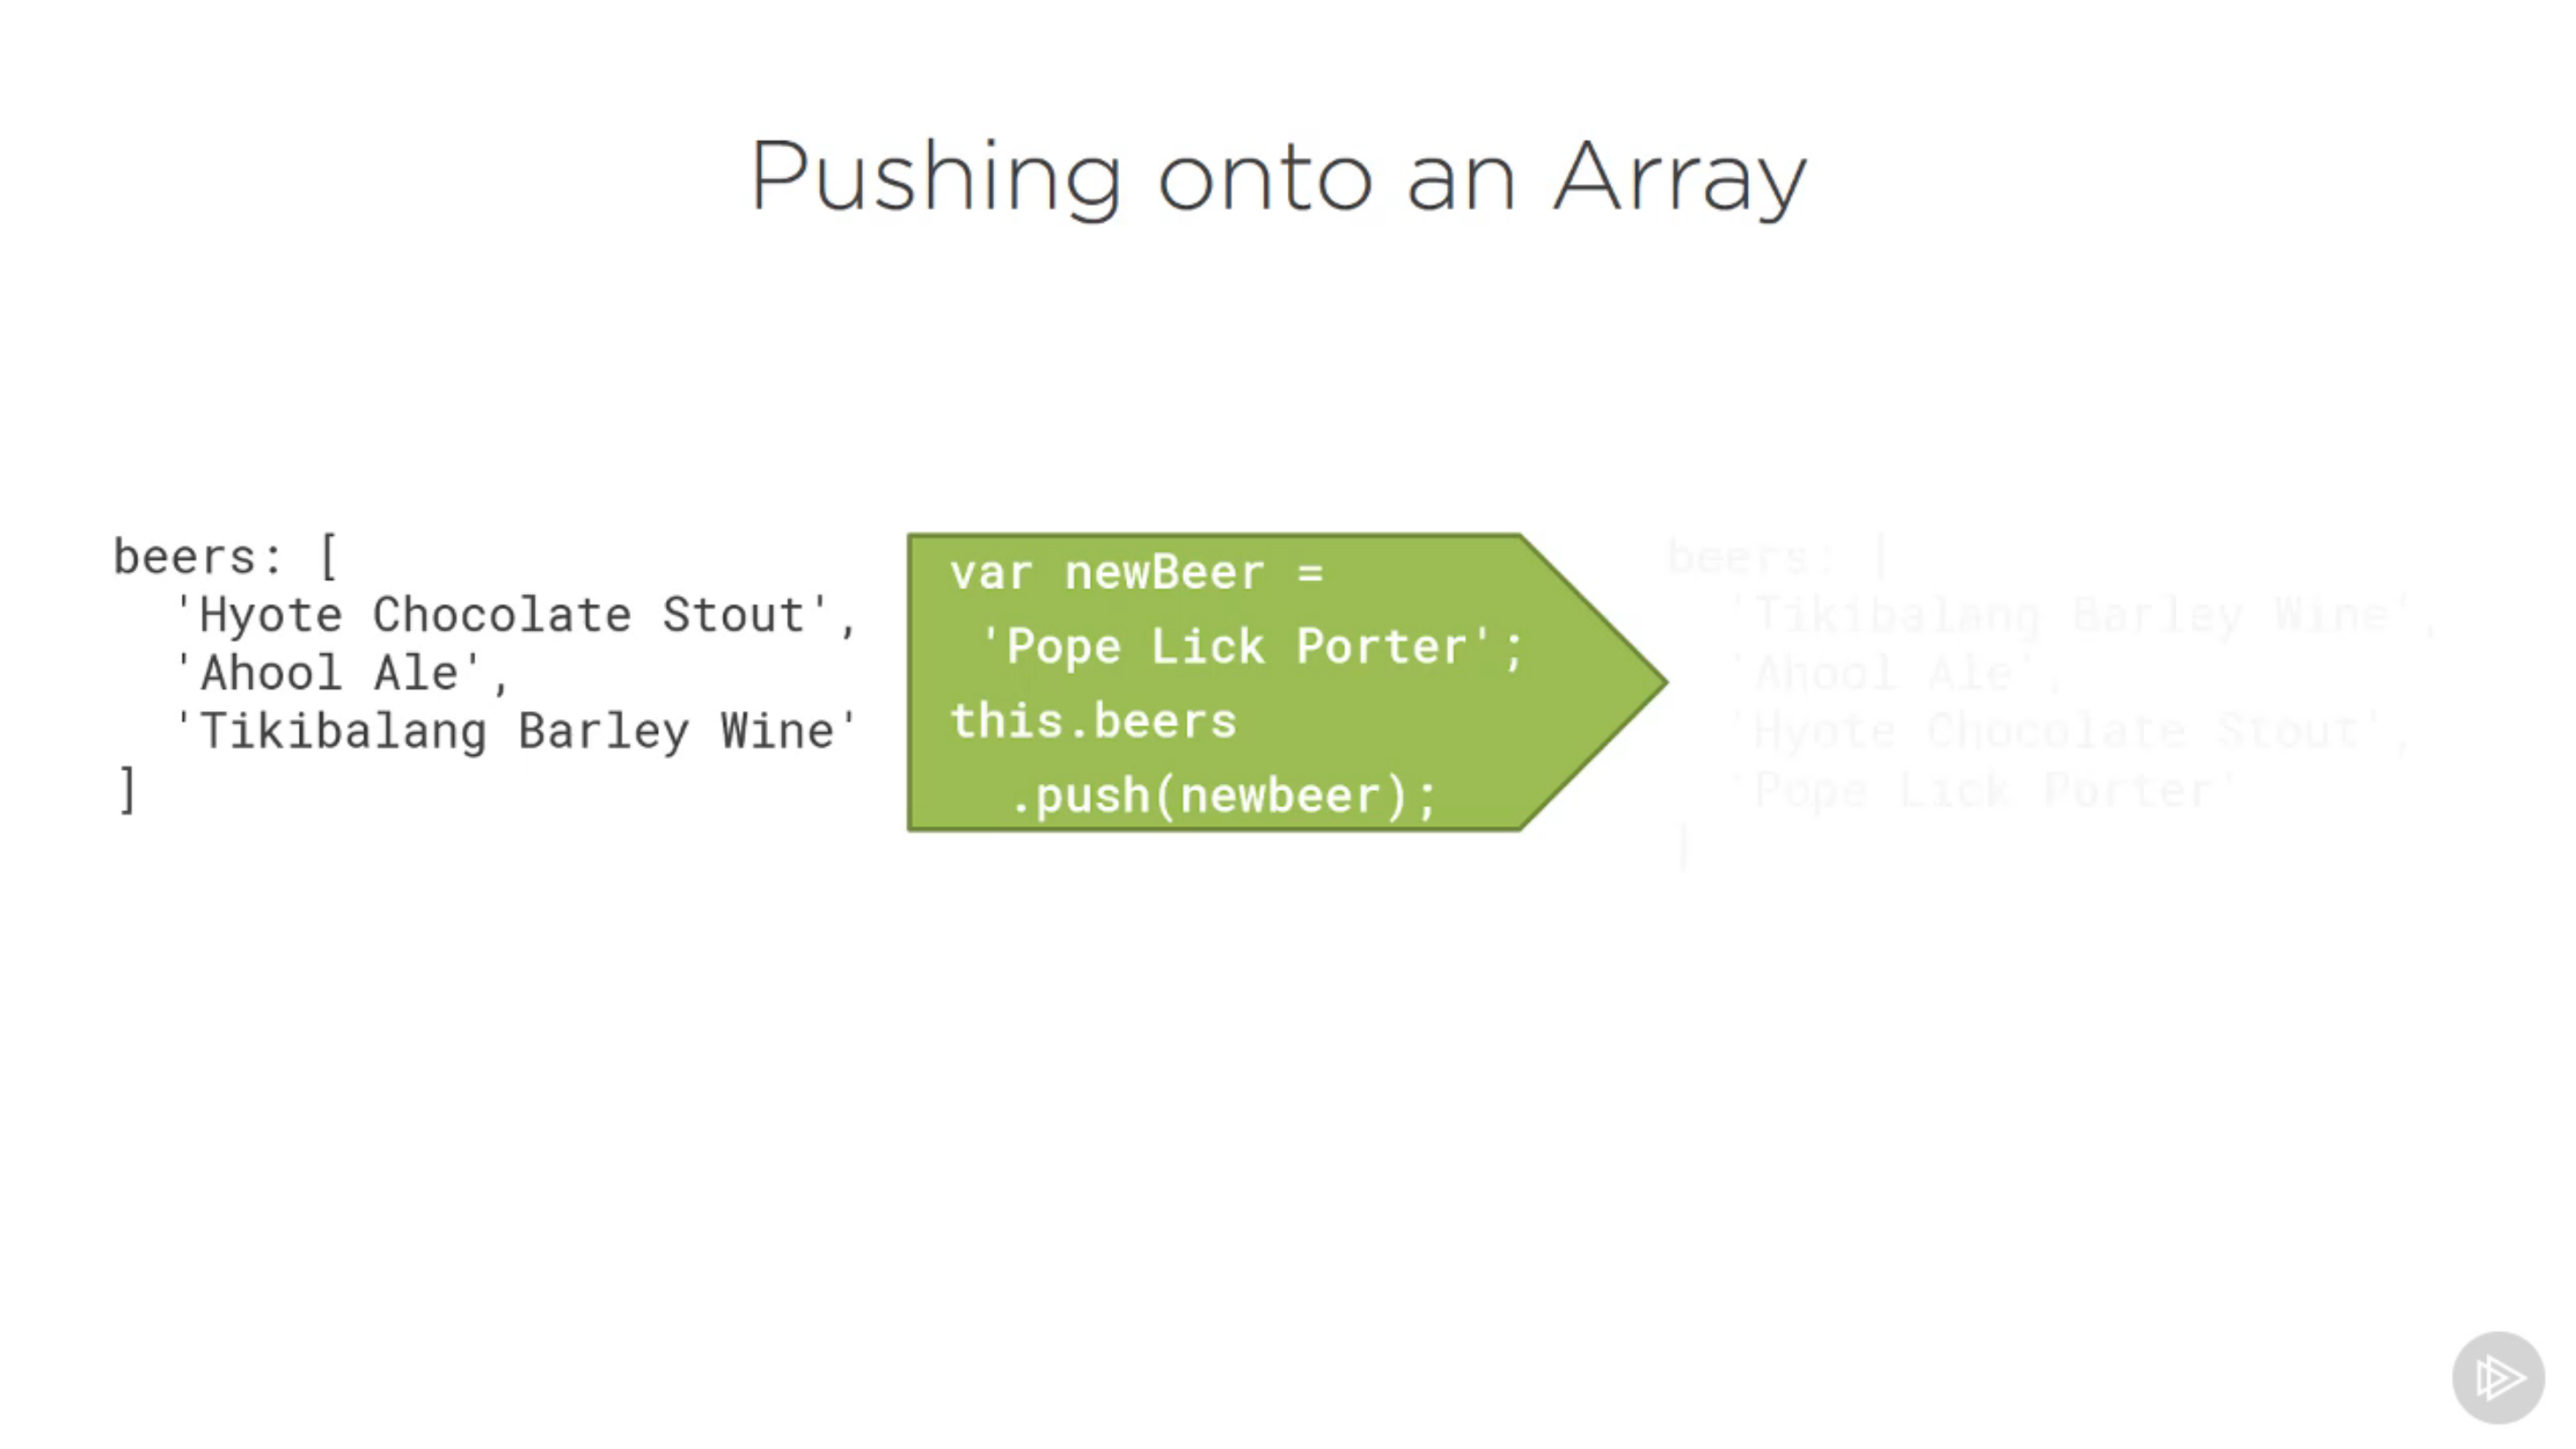 Pushing onto an Array
beers: [
'Hyote Chocolate Stout',
'Ahool Ale',
'Tikibalang Barley Wine'
]
var newBeer =
'Pope Lick Porter';
this.beers
.push(newbeer);
beers: [
'Tikibalang Barley Wine',
'Ahool Ale',
'Hyote Chocolate Stout',
'Pope Lick Porter'
]